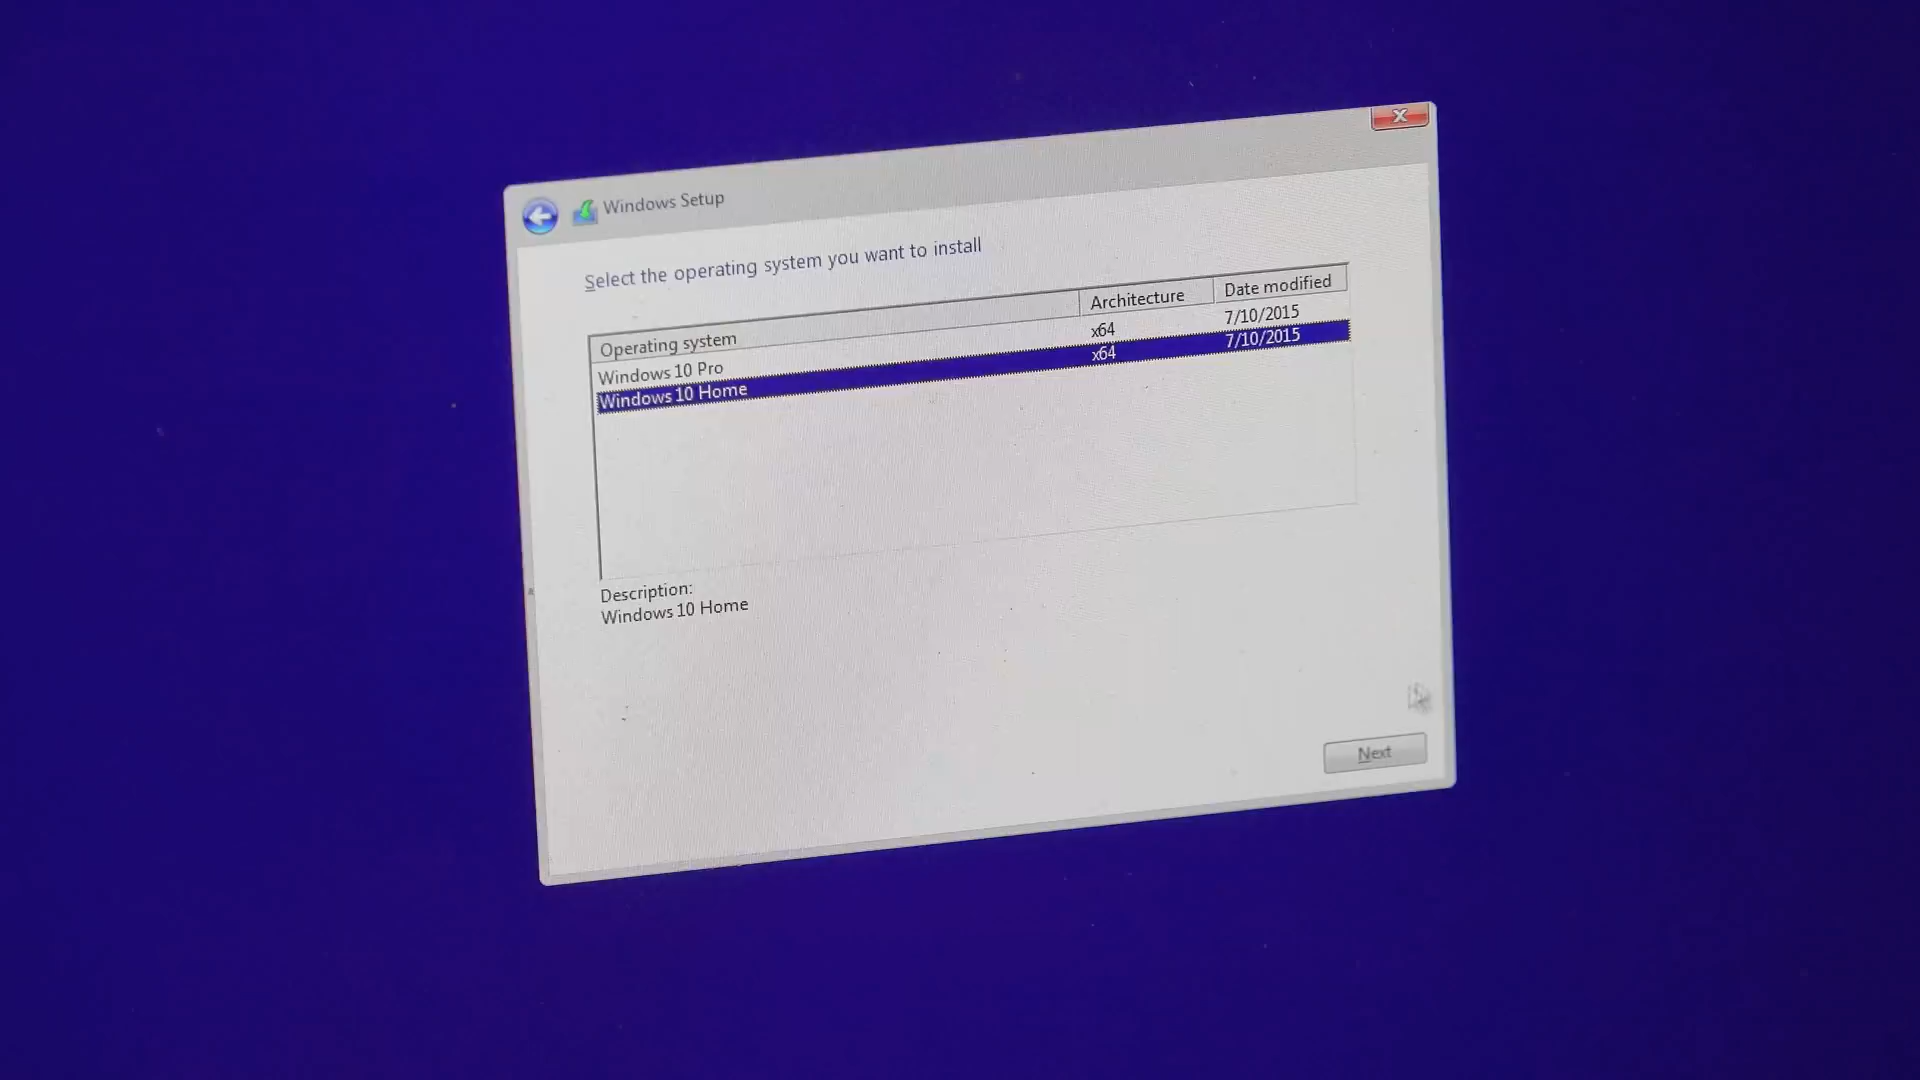 Windows Setup
Select the operating system you want to install
Operating system Architecture Date modified
Windows 10 Pro x64 7/10/2015
Windows 10 Home x64 7/10/2015
Description:
Windows 10 Home
Next